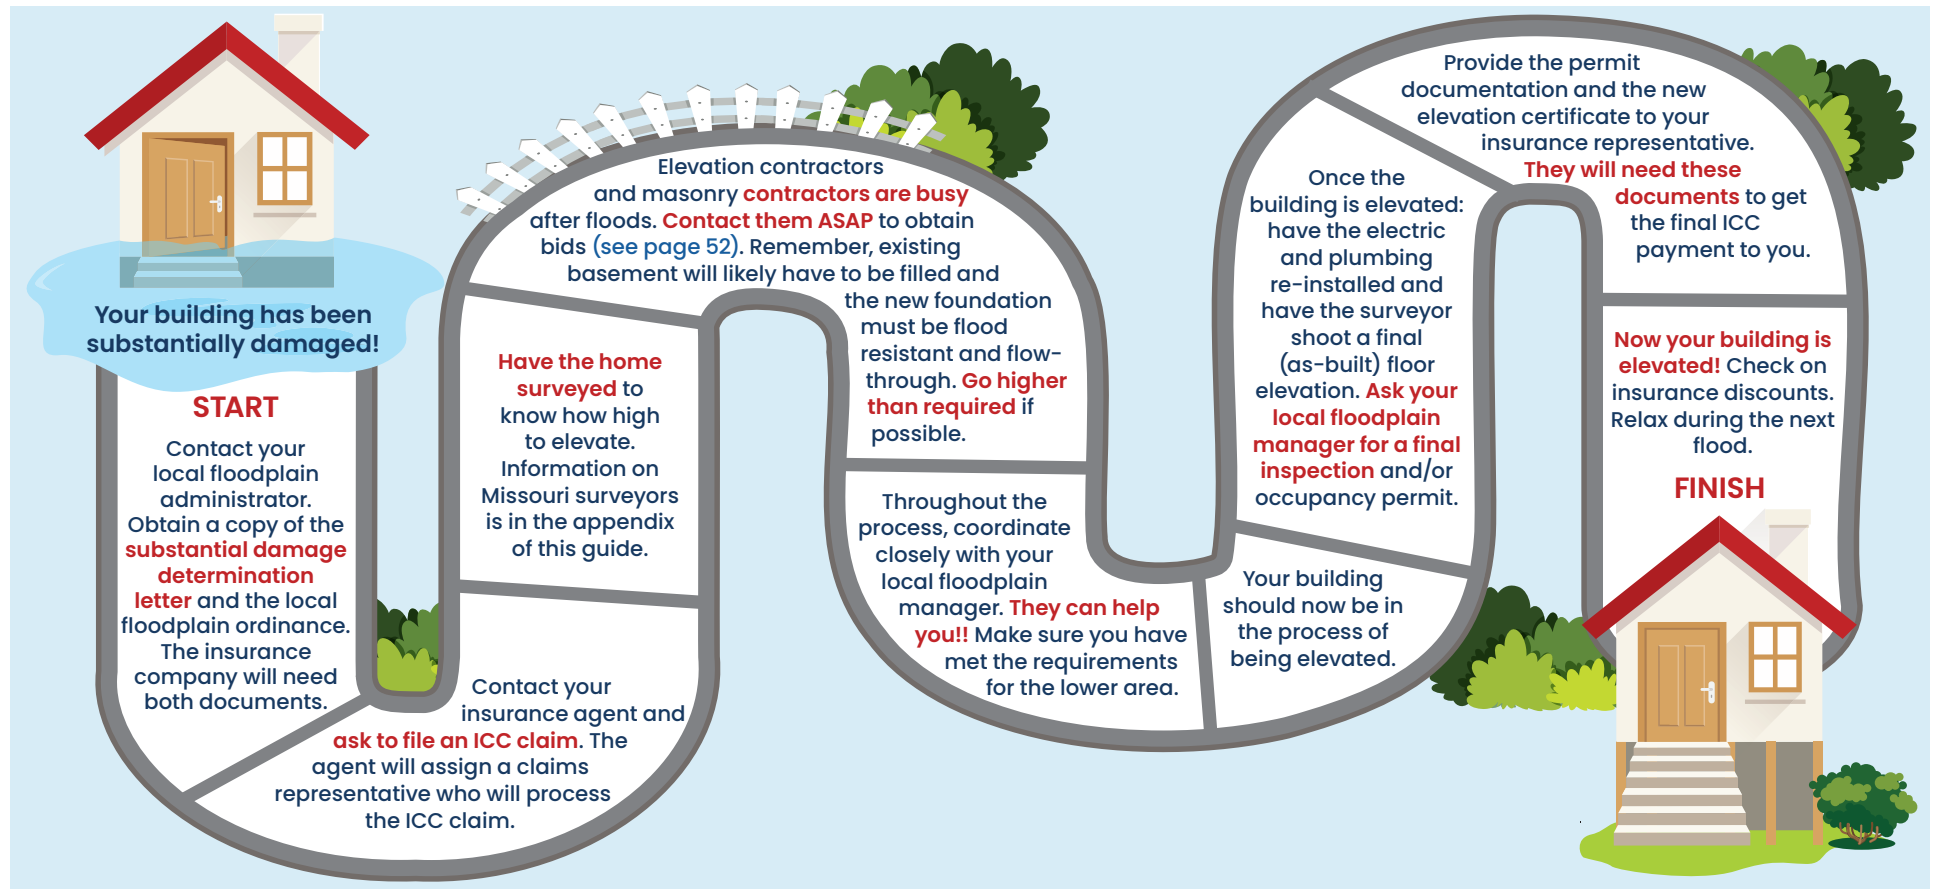 Your building has been
substantially damaged!
START
Contact your
local floodplain
administrator.
Obtain a copy of the
substantial damage
determination
letter and the local
floodplain ordinance.
The insurance
company will need
both documents.
Contact your
insurance agent and
ask to file an ICC claim. The
agent will assign a claims
representative who will process
the ICC claim.
Have the home
surveyed to
know how high
to elevate.
Information on
Missouri surveyors
is in the appendix
of this guide.
Elevation contractors
and masonry contractors are busy
after floods. Contact them ASAP to obtain
bids (see page 52). Remember, existing
basement will likely have to be filled and
the new foundation
must be flood
resistant and flow-
through. Go higher
than required if
possible.
Throughout the
process, coordinate
closely with your
local floodplain
manager. They can help
you!! Make sure you have
met the requirements
for the lower area.
Your building
should now be in
the process of
being elevated.
Once the
building is elevated:
have the electric
and plumbing
re-installed and
have the surveyor
shoot a final
(as-built) floor
elevation. Ask your
local floodplain
manager for a final
inspection and/or
occupancy permit.
Provide the permit
documentation and the new
elevation certificate to your
insurance representative.
They will need these
documents to get
the final ICC
payment to you.
Now your building is
elevated! Check on
insurance discounts.
Relax during the next
flood.
FINISH